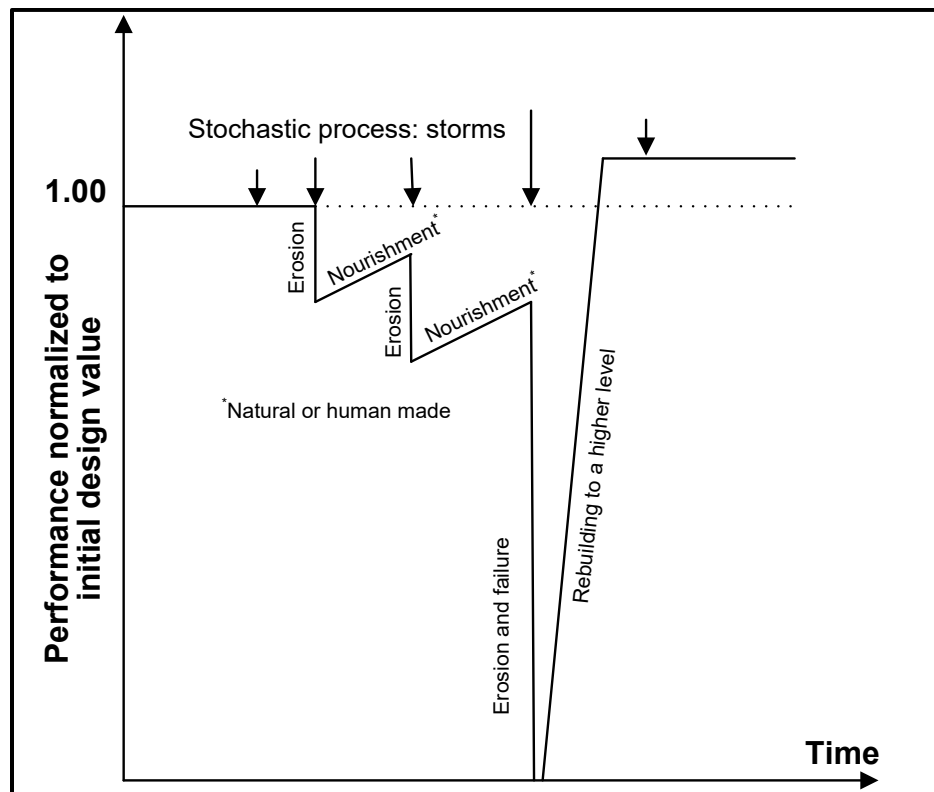 Stochastic process: storms
1.00
Performance normalized to
initial design value
Erosion
Nourishment*
Erosion
Nourishment*
*Natural or human made
Erosion and failure
Rebuilding to a higher level
Time